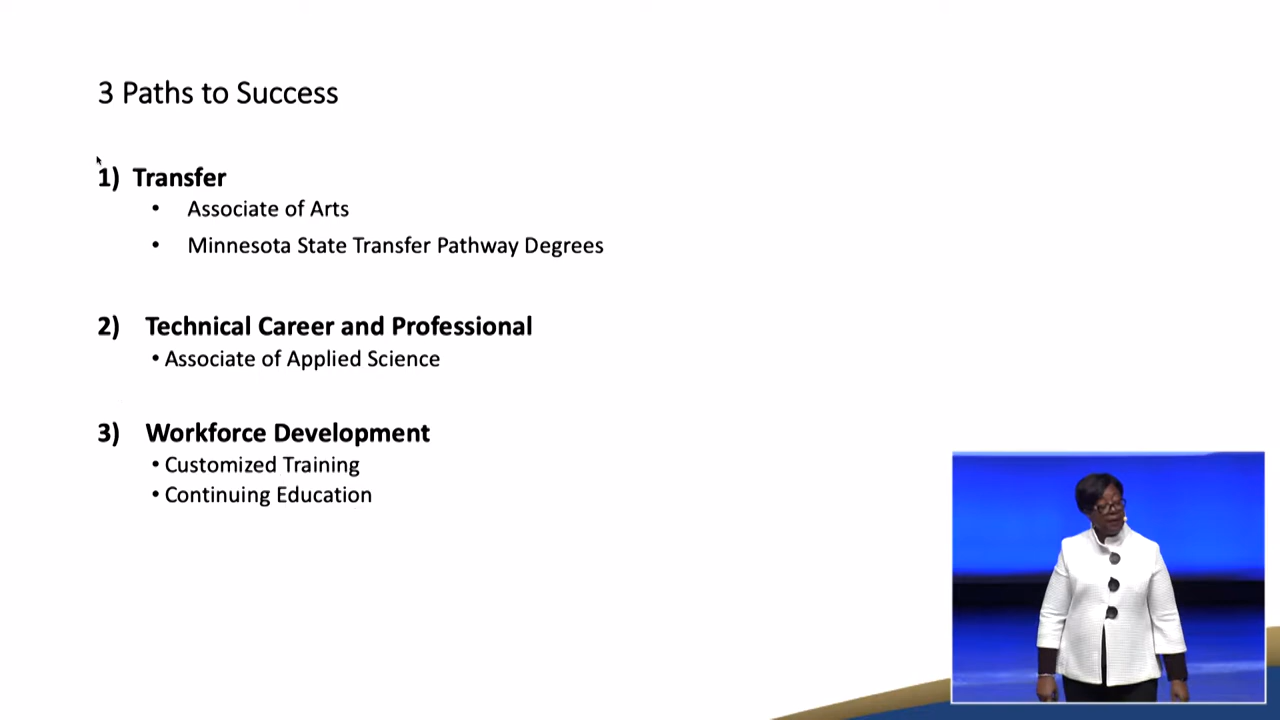 3 Paths to Success
1) Transfer
• Associate of Arts
• Minnesota State Transfer Pathway Degrees
2) Technical Career and Professional
• Associate of Applied Science
3) Workforce Development
• Customized Training
• Continuing Education